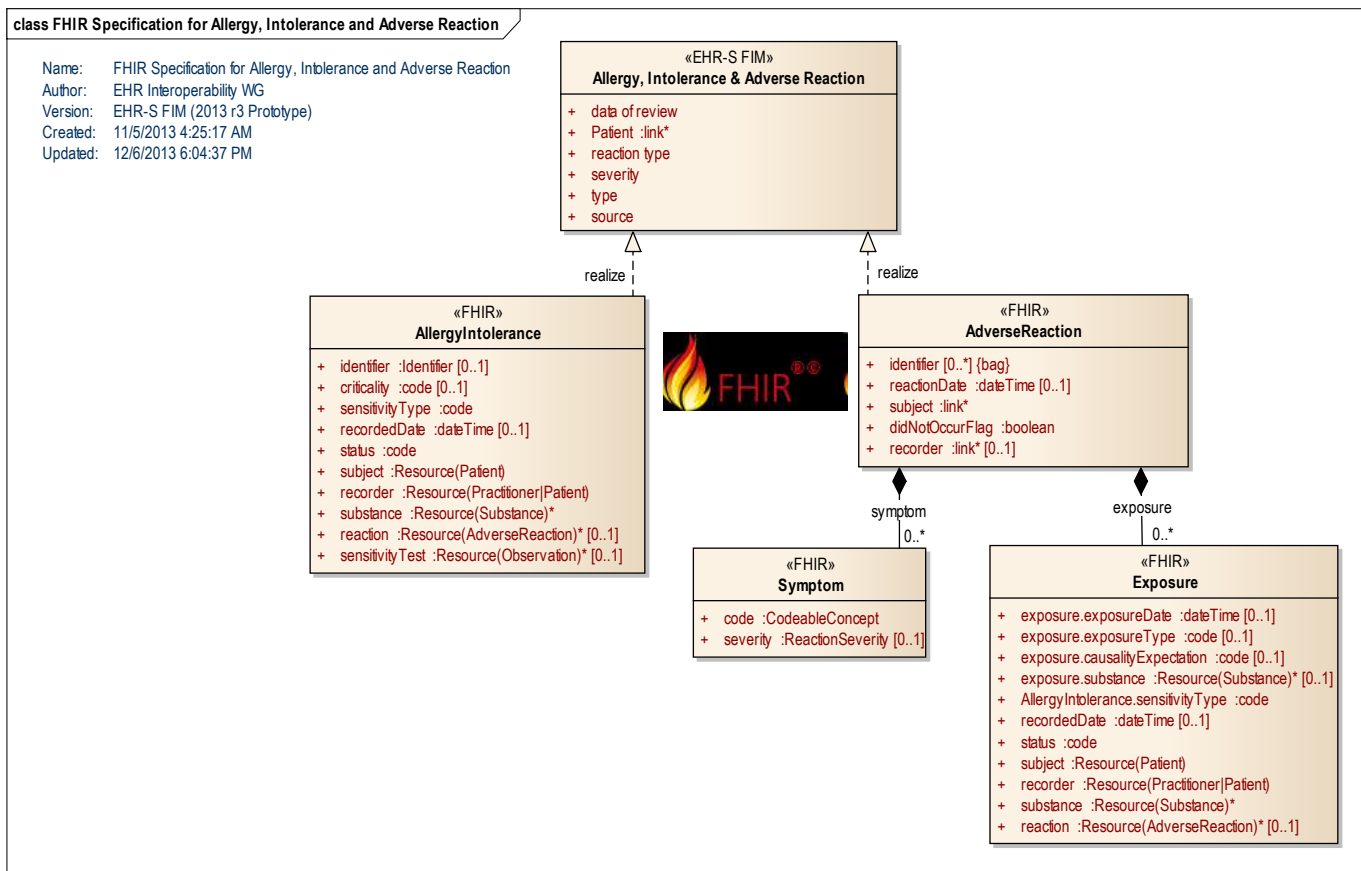 class FHIR Specification for Allergy, Intolerance and Adverse Reaction
Name: FHIR Specification for Allergy, Intolerance and Adverse Reaction
Author: EHR Interoperability WG
Version: EHR-S FIM (2013 r3 Prototype)
Created: 11/5/2013 4:25:17 AM
Updated: 12/6/2013 6:04:37 PM
«EHR-S FIM»
Allergy, Intolerance & Adverse Reaction
+ data of review
+ Patient :link*
+ reaction type
+ severity
+ type
+ source
realize
realize
«FHIR»
AllergyIntolerance
+ identifier :Identifier [0..1]
+ criticality :code [0..1]
+ sensitivityType :code
+ recordedDate :dateTime [0..1]
+ status :code
+ subject :Resource(Patient)
+ recorder :Resource(Practitioner|Patient)
+ substance :Resource(Substance)*
+ reaction :Resource(AdverseReaction)* [0..1]
+ sensitivityTest :Resource(Observation)* [0..1]
FHIR ®©
«FHIR»
AdverseReaction
+ identifier [0..*] {bag}
+ reactionDate :dateTime [0..1]
+ subject :link*
+ didNotOccurFlag :boolean
+ recorder :link* [0..1]
symptom
0..*
exposure
0..*
«FHIR»
Symptom
+ code :CodeableConcept
+ severity :ReactionSeverity [0..1]
«FHIR»
Exposure
+ exposure.exposureDate :dateTime [0..1]
+ exposure.exposureType :code [0..1]
+ exposure.causalityExpectation :code [0..1]
+ exposure.substance :Resource(Substance)* [0..1]
+ AllergyIntolerance.sensitivityType :code
+ recordedDate :dateTime [0..1]
+ status :code
+ subject :Resource(Patient)
+ recorder :Resource(Practitioner|Patient)
+ substance :Resource(Substance)*
+ reaction :Resource(AdverseReaction)* [0..1]